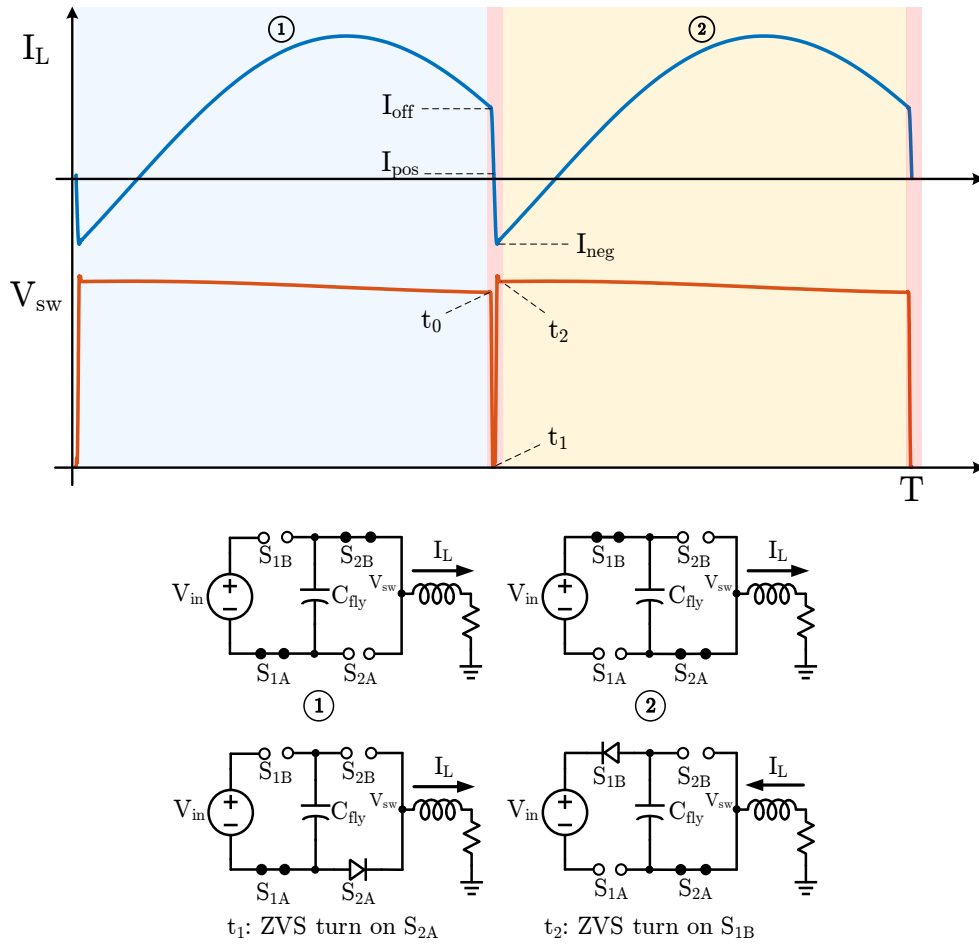 I_L
①
②
I_off
I_pos
I_neg
V_sw
t_0
t_2
t_1
T
S_1B
S_2B
I_L
V_in
+
−
C_fly
V_sw
S_1A
S_2A
①
S_1B
S_2B
I_L
V_in
+
−
C_fly
V_sw
S_1A
S_2A
②
S_1B
S_2B
I_L
V_in
+
−
C_fly
V_sw
S_1A
S_2A
t_1: ZVS turn on S_2A
S_1B
S_2B
I_L
V_in
+
−
C_fly
V_sw
S_1A
S_2A
t_2: ZVS turn on S_1B